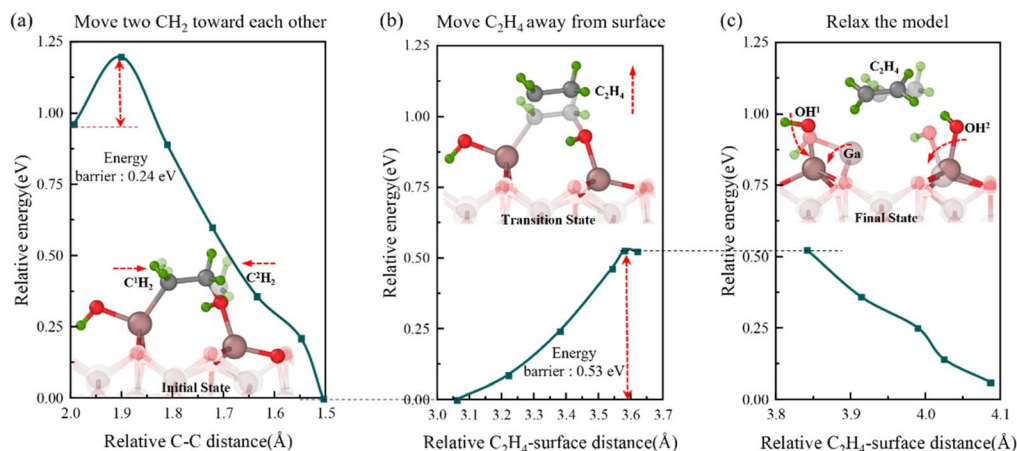 (a) Move two CH₂ toward each other
1.25
1.00
0.75
0.50
0.25
0.00
Relative energy(eV)
Energy
barrier : 0.24 eV
C¹H₂
C²H₂
Initial State
2.0 1.9 1.8 1.7 1.6 1.5
Relative C-C distance(Å)
(b) Move C₂H₄ away from surface
1.25
1.00
0.75
0.50
0.25
0.00
Relative energy(eV)
C₂H₄
Transition State
Energy
barrier : 0.53 eV
3.0 3.1 3.2 3.3 3.4 3.5 3.6 3.7
Relative C₂H₄-surface distance(Å)
(c) Relax the model
1.25
1.00
0.75
0.50
0.25
0.00
Relative energy(eV)
C₂H₄
OH¹
OH²
Ga
Final State
3.8 3.9 4.0 4.1
Relative C₂H₄-surface distance(Å)